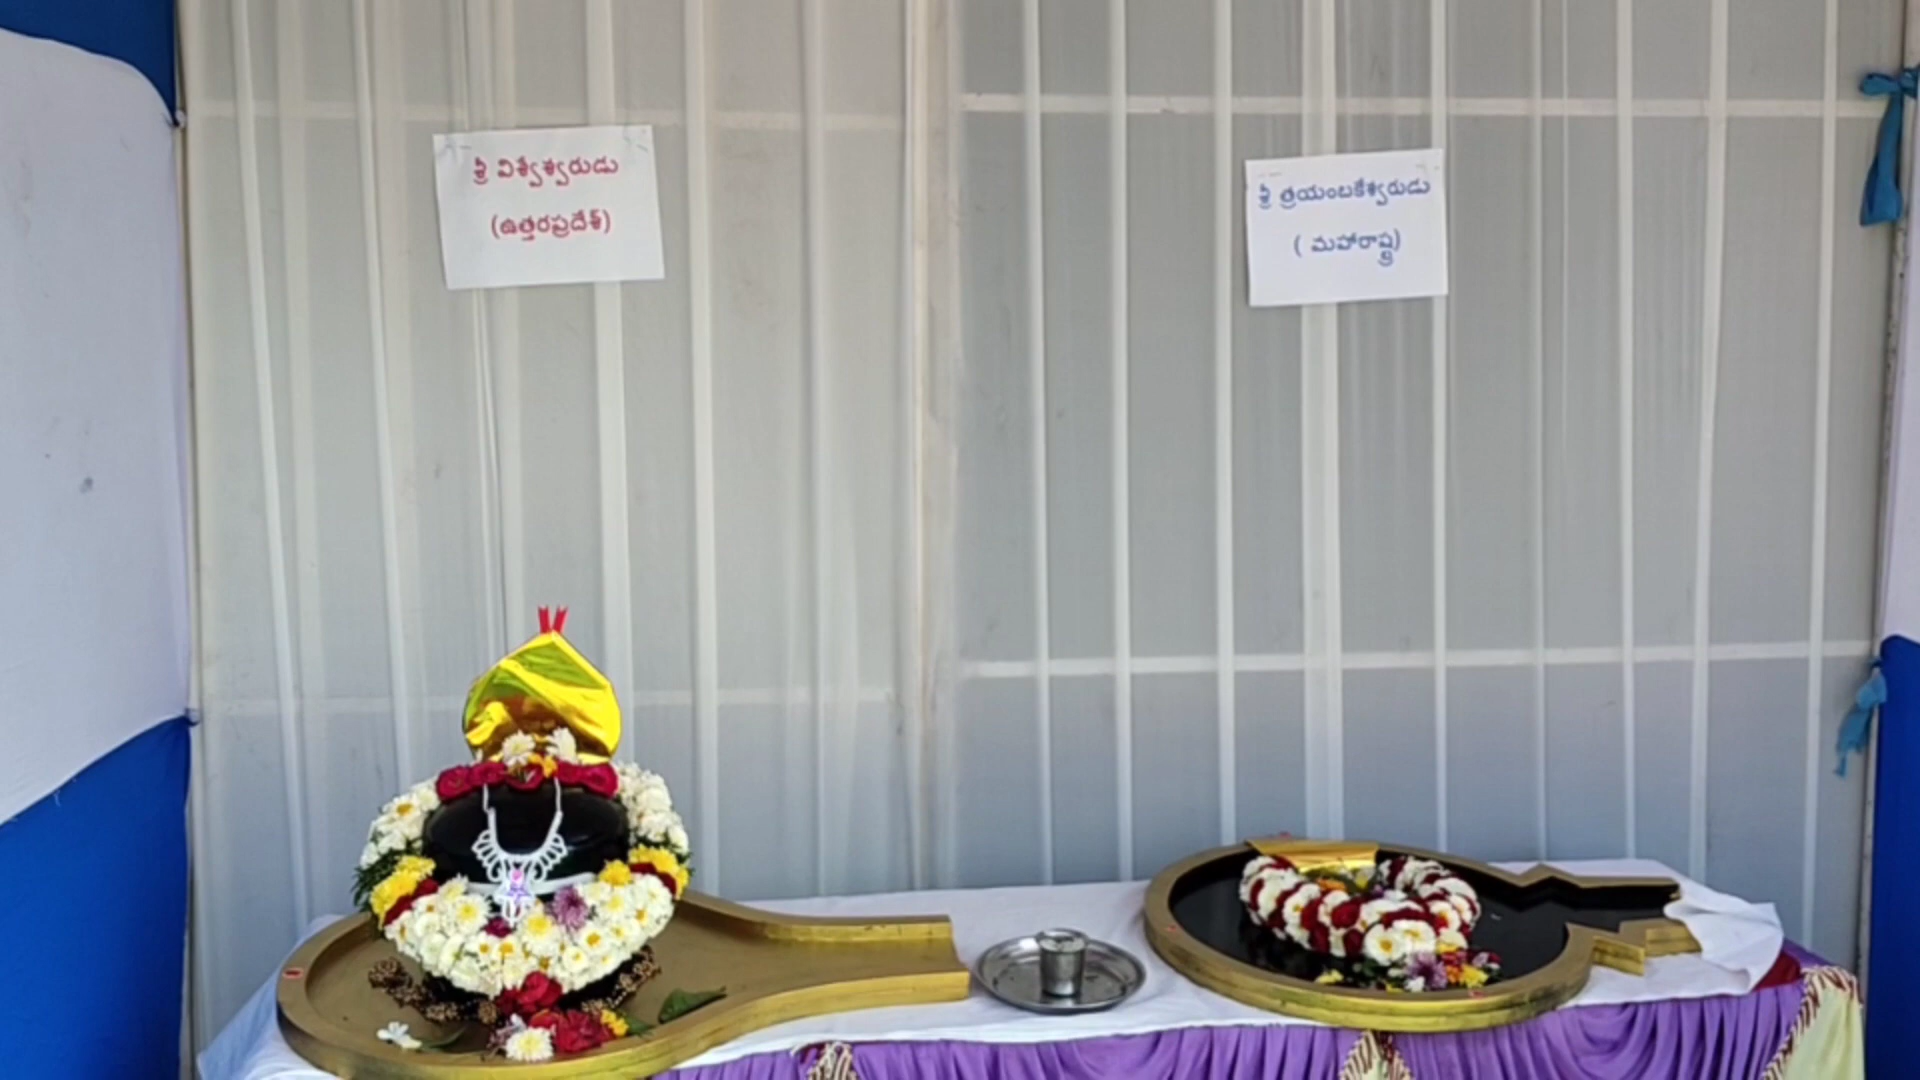 శ్రీ విశ్వేశ్వరుడు
(ఉత్తరప్రదేశ్)
శ్రీ త్రయంబకేశ్వరుడు
( మహారాష్ట్ర)